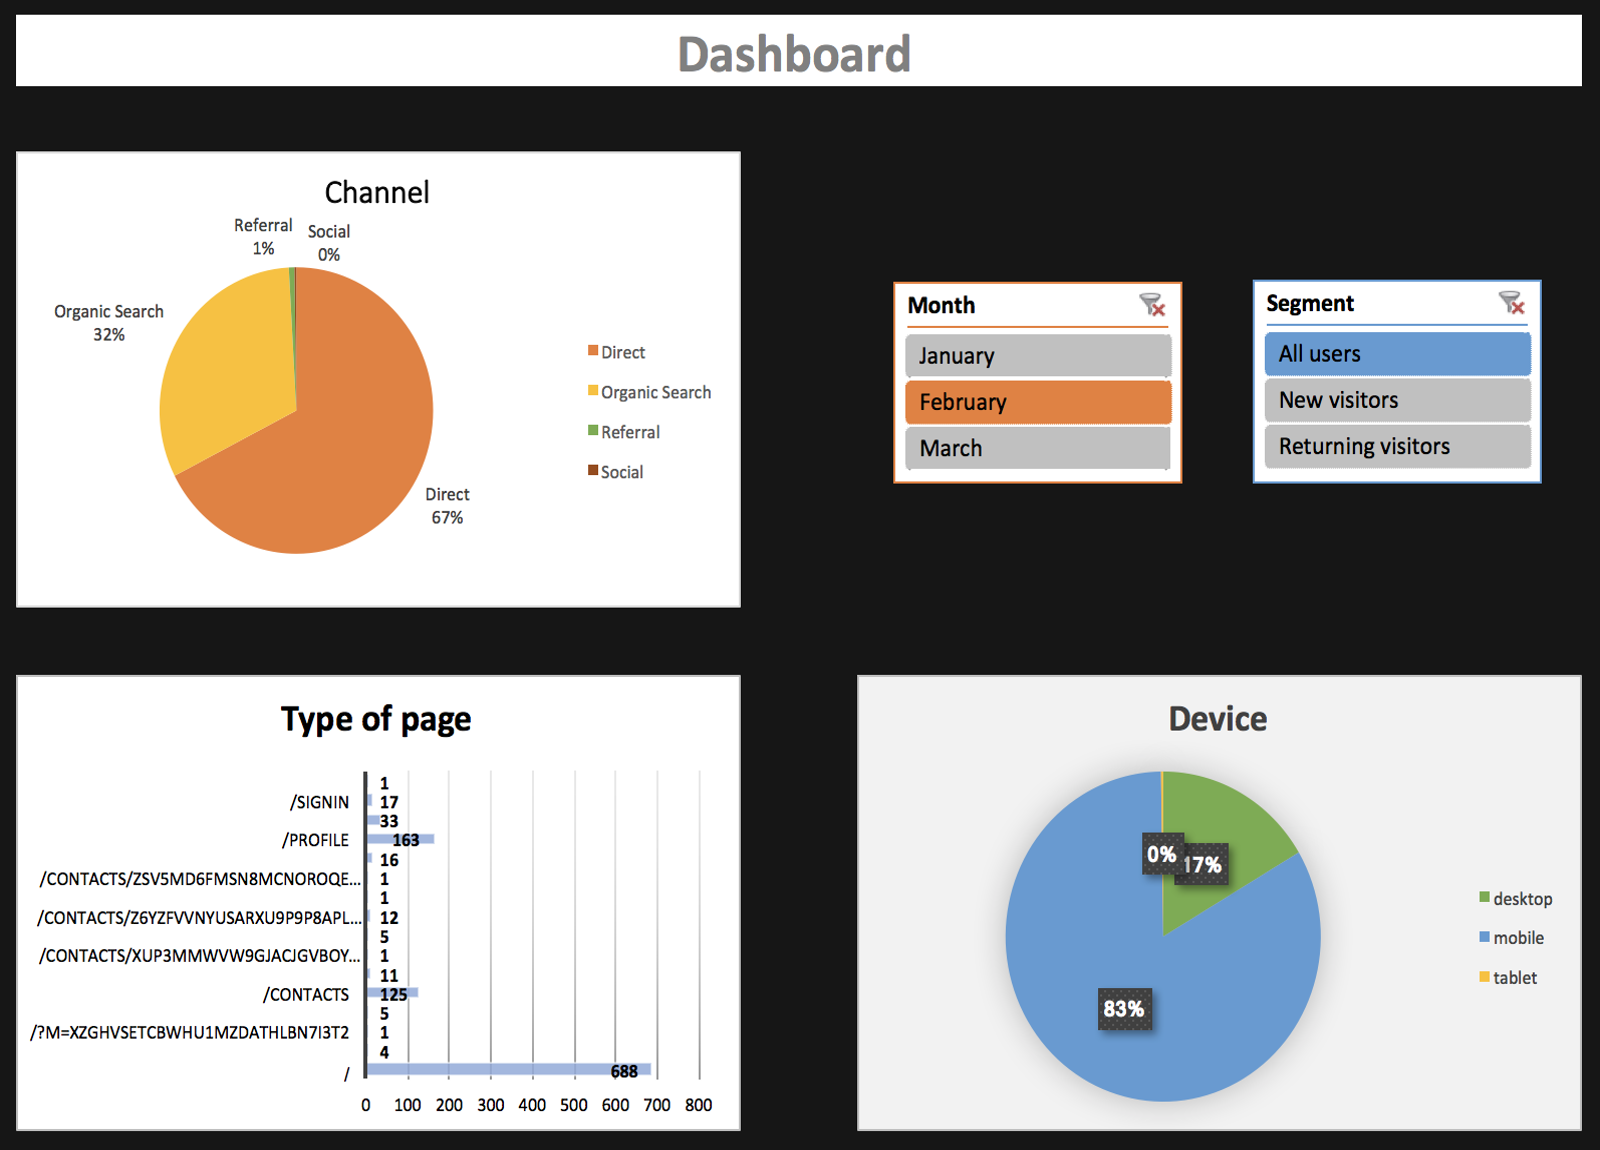 Dashboard
Channel
Referral
1%
Social
0%
Organic Search
32%
Direct
67%
Direct
Organic Search
Referral
Social
Month
January
February
March
Segment
All users
New visitors
Returning visitors
Type of page
1
/SIGNIN 17
33
/PROFILE 163
16
/CONTACTS/ZSV5MD6FMSN8MCNOROQE... 1
1
/CONTACTS/Z6YZFVVNYUSARXU9P9P8APL... 12
5
/CONTACTS/XUP3MMWVW9GJACJGVBOY... 1
11
/CONTACTS 125
5
/?M=XZGHVSETCBWHU1MZDATHLBN7I3T2 1
4
/ 688
0 100 200 300 400 500 600 700 800
Device
0%
17%
83%
desktop
mobile
tablet